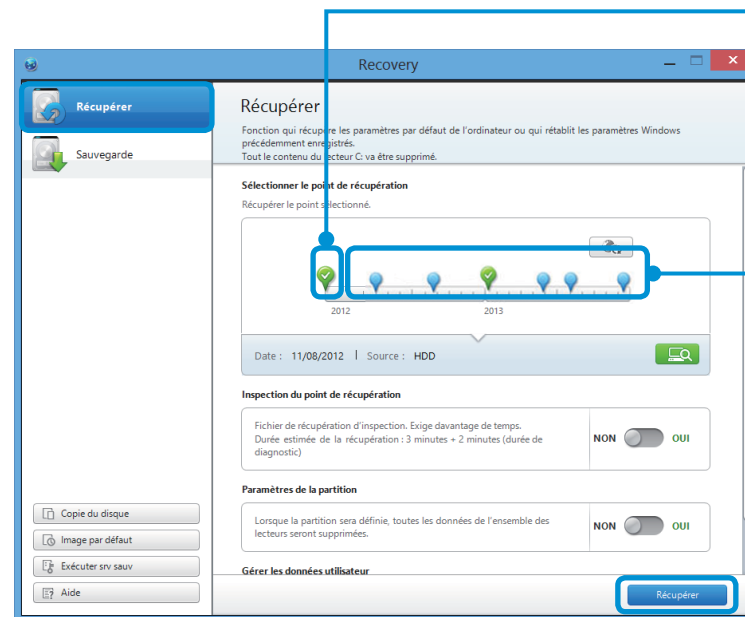 Recovery
Récupérer
Sauvegarde
Copie du disque
Image par défaut
Exécuter srv sauv
Aide
Récupérer
Fonction qui récupère les paramètres par défaut de l'ordinateur ou qui rétablit les paramètres Windows
précédemment enregistrés.
Tout le contenu du lecteur C: va être supprimé.
Sélectionner le point de récupération
Récupérer le point sélectionné.
2012
2013
Date : 11/08/2012 | Source : HDD
Inspection du point de récupération
Fichier de récupération d'inspection. Exige davantage de temps.
Durée estimée de la récupération : 3 minutes + 2 minutes (durée de
diagnostic)
NON OUI
Paramètres de la partition
Lorsque la partition sera définie, toutes les données de l'ensemble des
lecteurs seront supprimées.
NON OUI
Gérer les données utilisateur
Récupérer